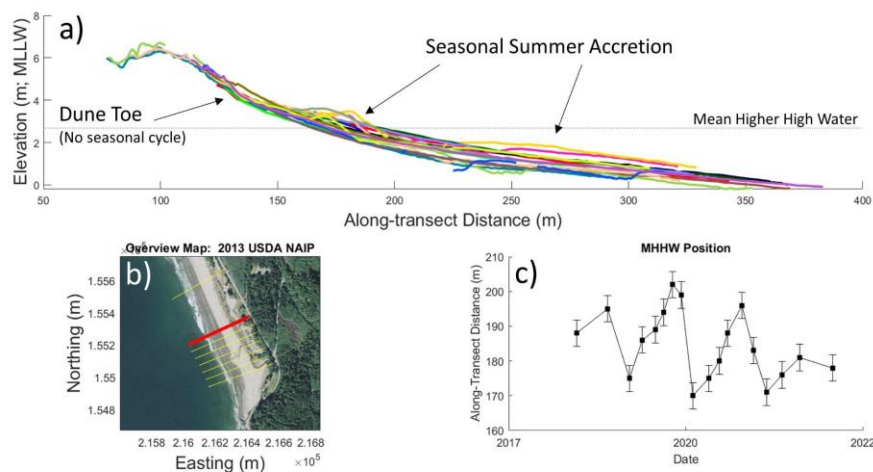 a)
Elevation (m; MLLW)
8
6
4
2
0
Seasonal Summer Accretion
Dune Toe
(No seasonal cycle)
Mean Higher High Water
50 100 150 200 250 300 350 400
Along-transect Distance (m)
×10⁵
Overview Map: 2013 USDA NAIP
b)
Northing (m)
1.556
1.554
1.552
1.55
1.548
2.158 2.16 2.162 2.164 2.166 2.168
Easting (m) ×10⁵
MHHW Position
c)
Along-Transect Distance (m)
210
200
190
180
170
160
2017 2020 2022
Date